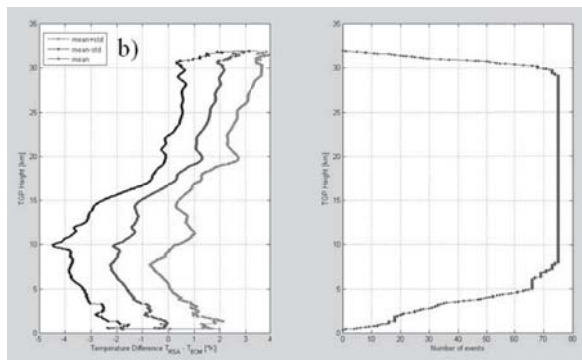 mean+std
mean-std
mean
b)
TGP Height [km]
35
30
25
20
15
10
5
0
-5 -4 -3 -2 -1 0 1 2 3 4
Temperature Difference T_RSA - T_ECM [°k]
TGP Height [km]
35
30
25
20
15
10
5
0
0 10 20 30 40 50 60 70 80
Number of events